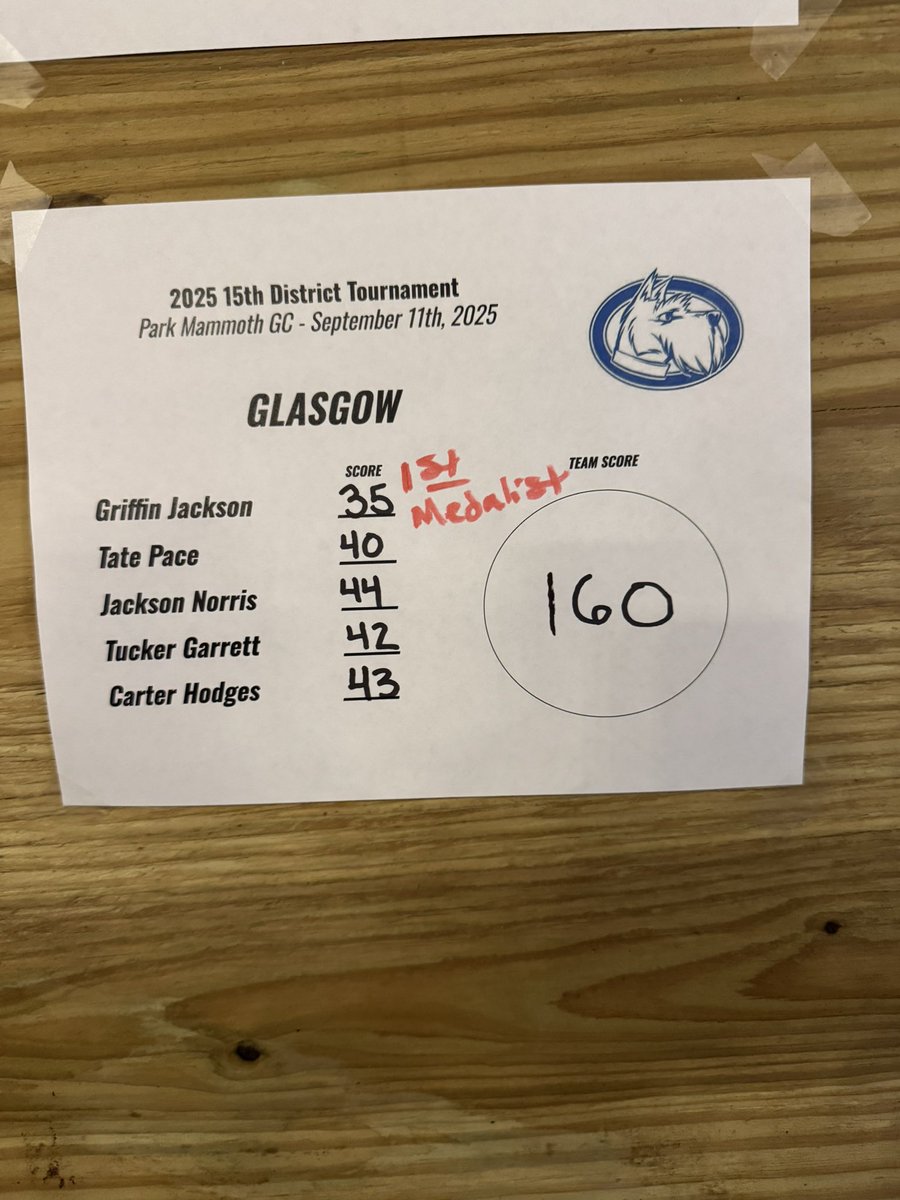 2025 15th District Tournament
Park Mammoth GC - September 11th, 2025
GLASGOW
SCORE
1st
Medalist
TEAM SCORE
Griffin Jackson 35
Tate Pace 40
Jackson Norris 44
Tucker Garrett 42
Carter Hodges 43
160